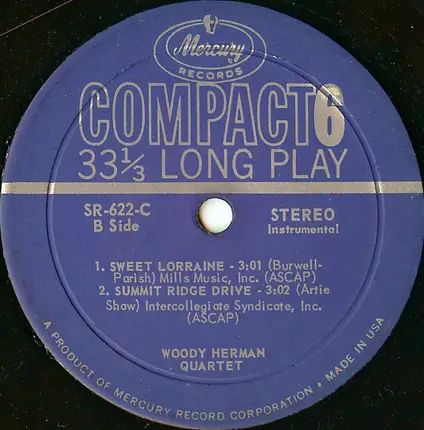 Mercury
RECORDS
COMPACT6
33⅓ LONG PLAY
SR-622-C
B Side
STEREO
Instrumental
1. SWEET LORRAINE - 3:01 (Burwell-
Parish) Mills Music, Inc. (ASCAP)
2. SUMMIT RIDGE DRIVE - 3:02 (Artie
Shaw) Intercollegiate Syndicate, Inc.
(ASCAP)
WOODY HERMAN
QUARTET
A PRODUCT OF MERCURY RECORD CORPORATION • MADE IN USA